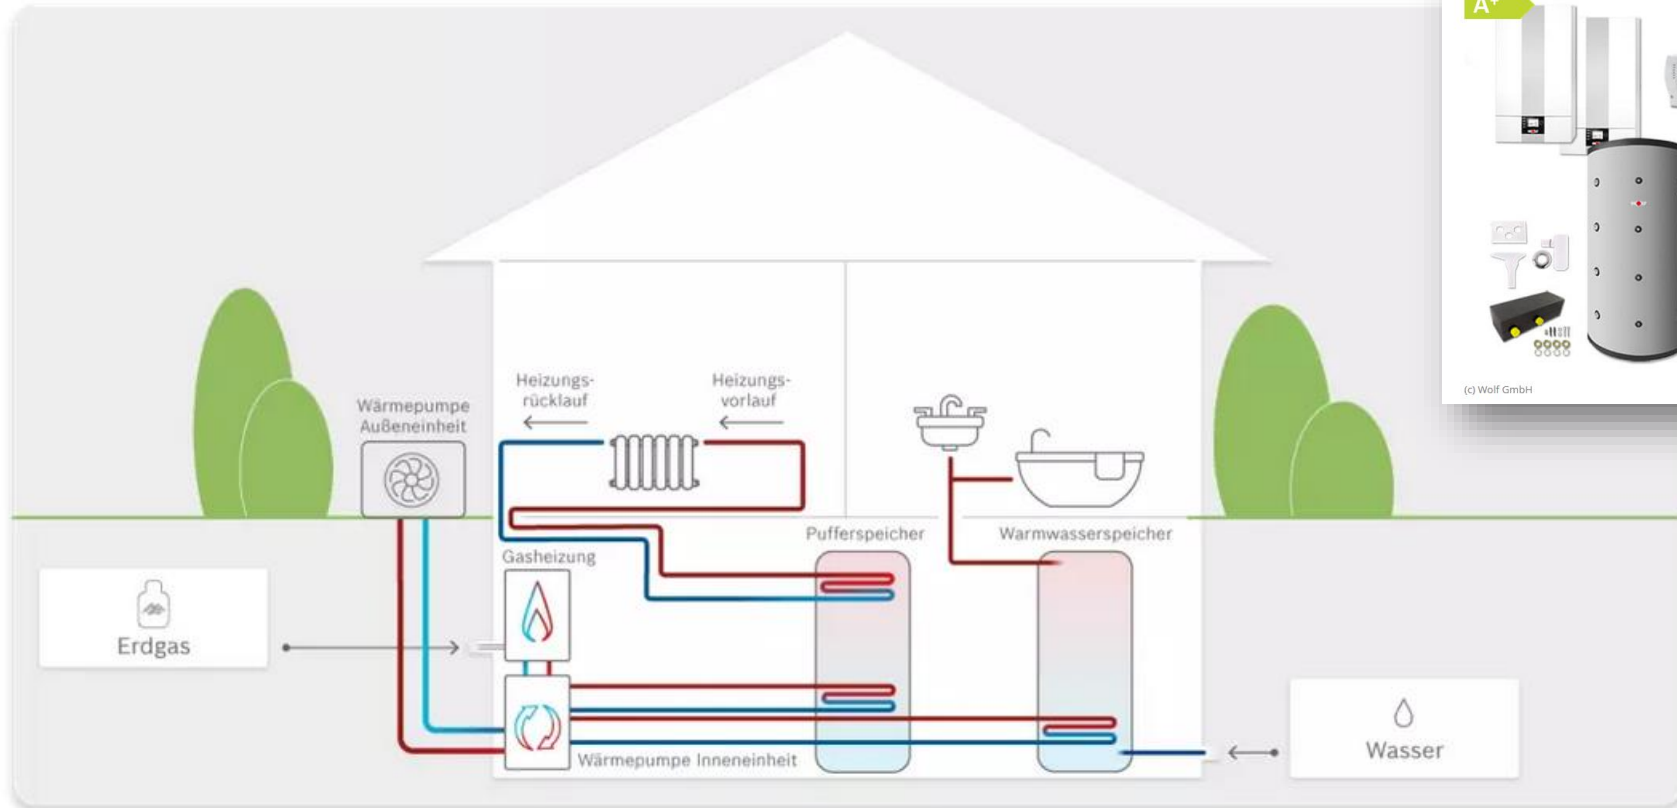 A+
Heizungs-
rücklauf
Heizungs-
vorlauf
Wärmepumpe
Außeneinheit
(c) Wolf GmbH
Pufferspeicher
Warmwasserspeicher
Gasheizung
Erdgas
Wärmepumpe Inneneinheit
Wasser